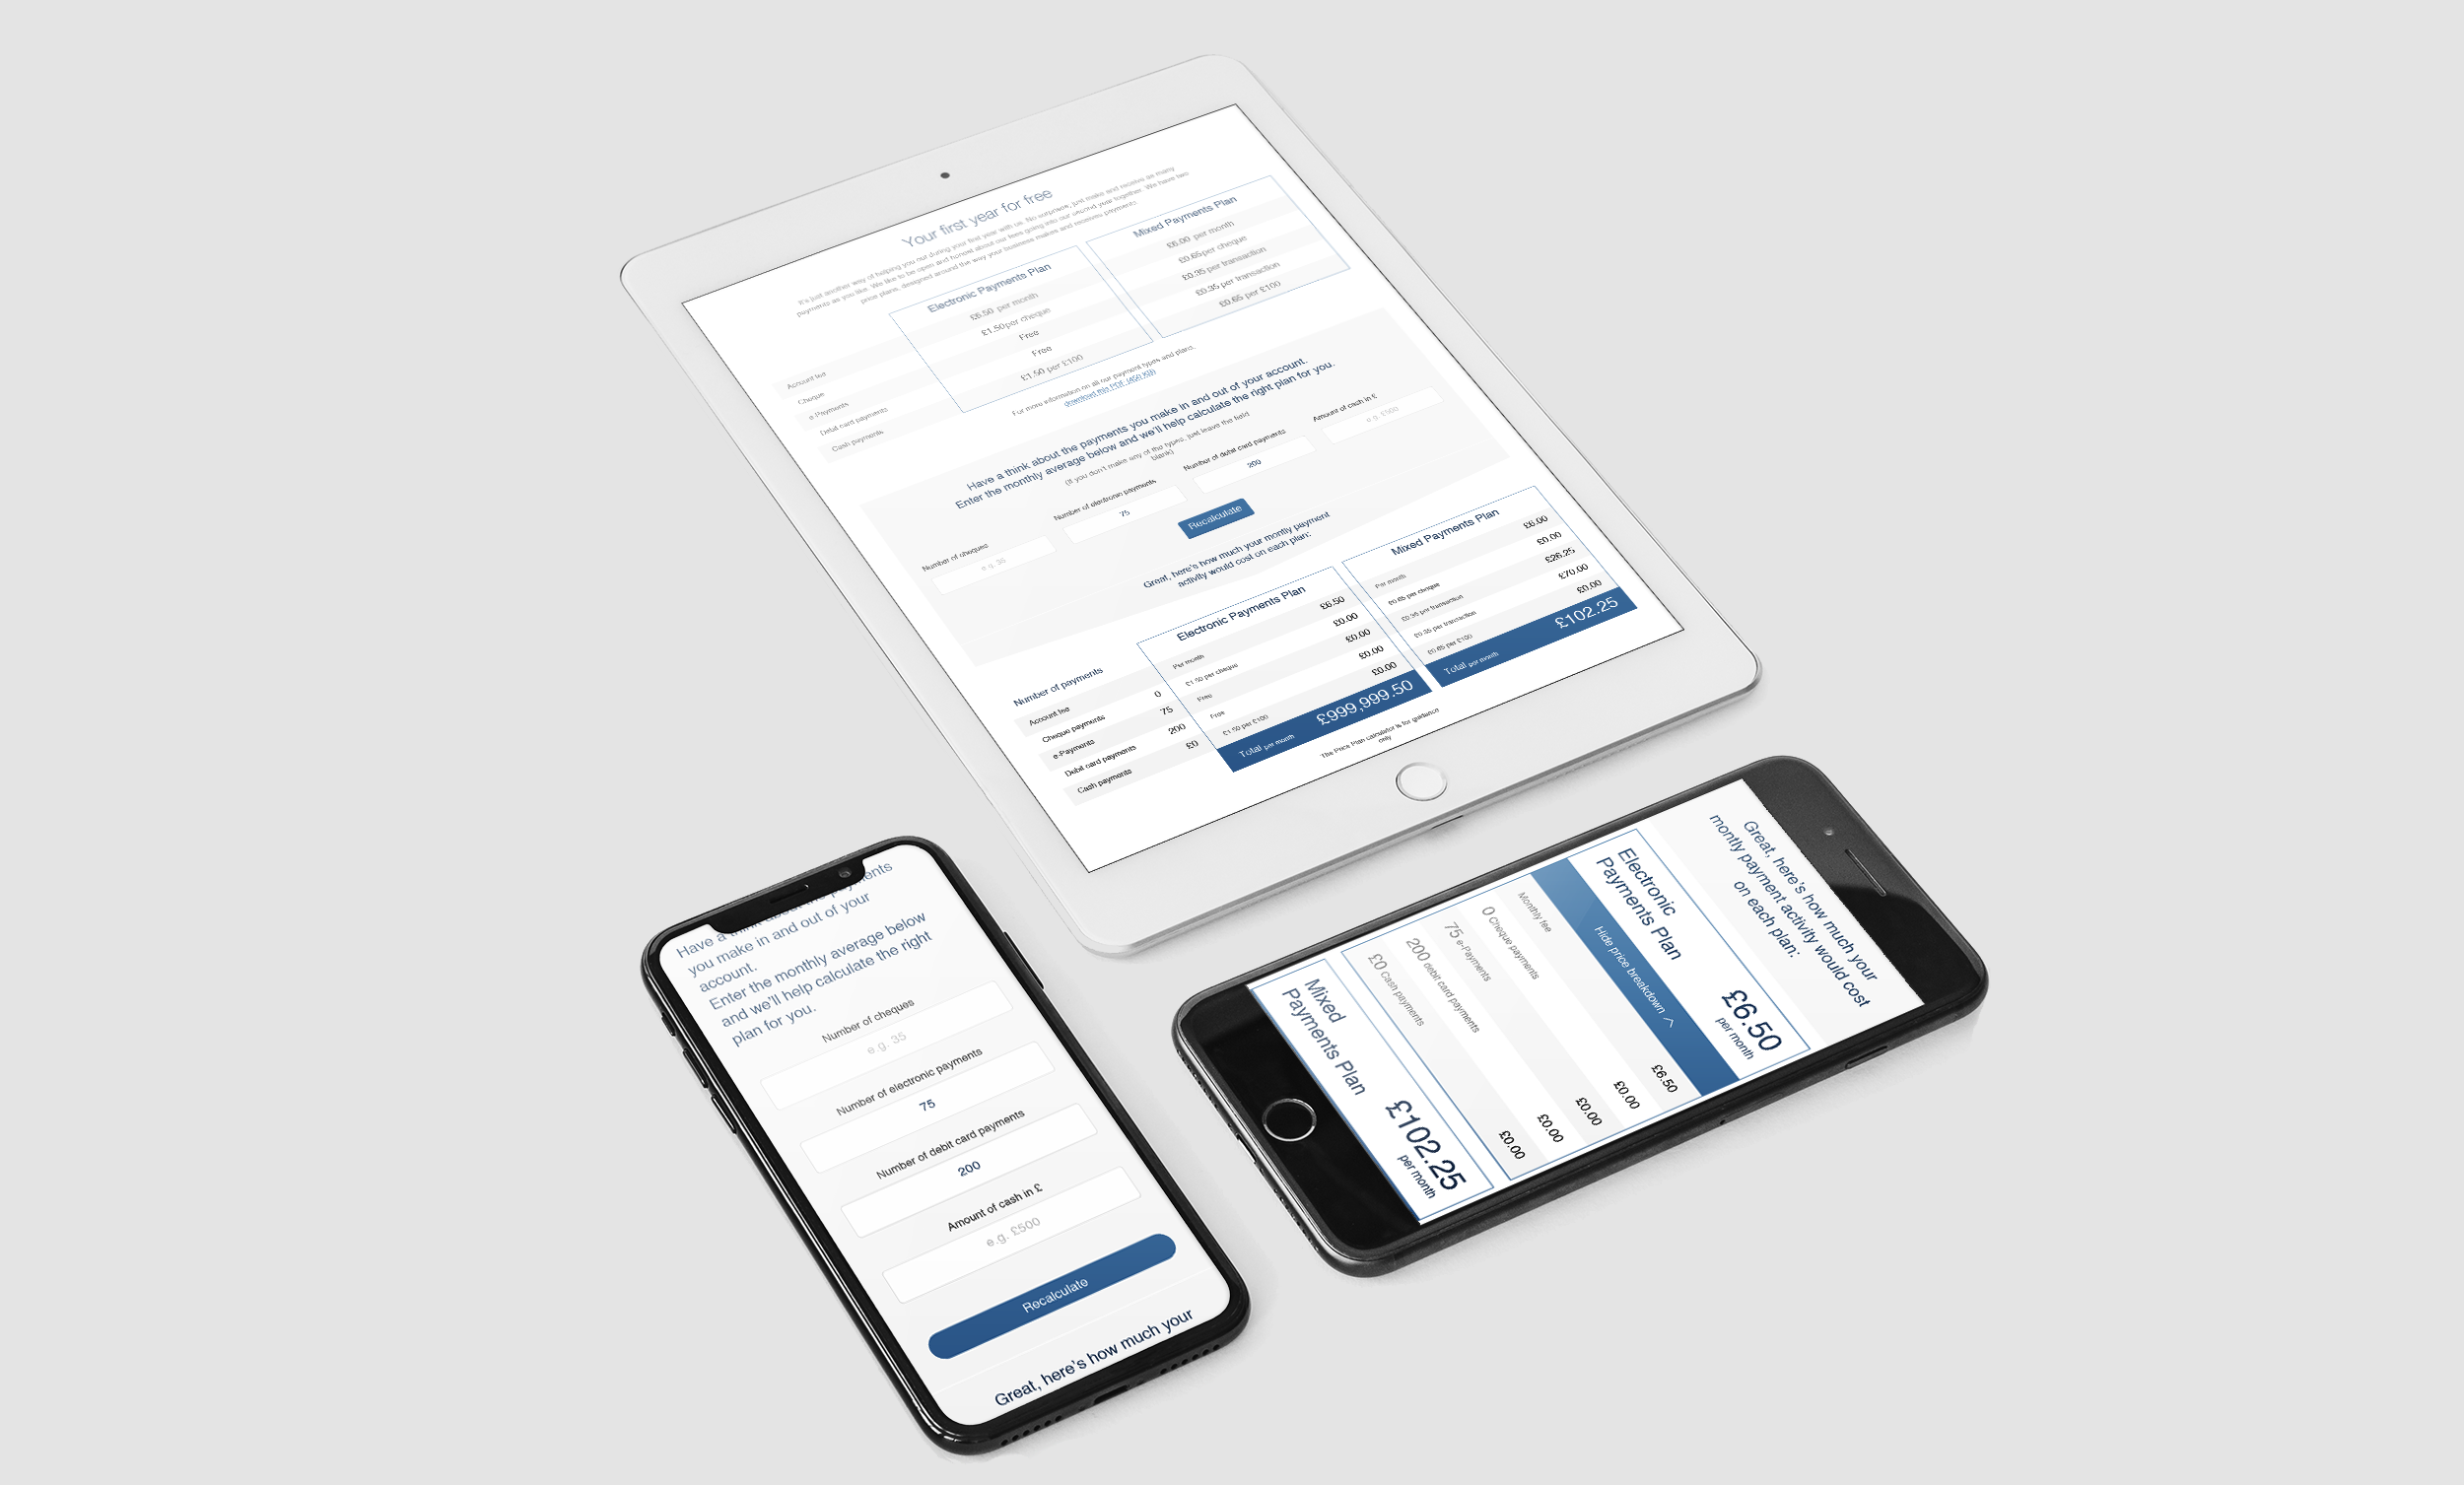 Your first year for free
It's just another way of helping you out during your first year with us. No surprises, just make and receive as many
payments as you like. We like to be open and honest about our fees going into our second year together. We have two
price plans, designed around the way your business makes and receives payments.
Electronic Payments Plan
Mixed Payments Plan
Account fee
£6.50 per month
£6.00 per month
Cheque
£1.50per cheque
£0.65per cheque
e-Payments
Free
£0.35 per transaction
Debit card payments
Free
£0.35 per transaction
Cash payments
£1.50 per £100
£0.65 per £100
For more information on all our payment types and plans,
download this PDF (450 KB)
Have a think about the payments you make in and out of your account.
Enter the monthly average below and we'll help calculate the right plan for you.
(If you don't make any of the types, just leave the field
blank)
Number of cheques
e.g. 35
Number of electronic payments
75
Number of debit card payments
200
Amount of cash in £
e.g. £500
Recalculate
Great, here's how much your montly payment
activity would cost on each plan:
Number of payments
Electronic Payments Plan
Mixed Payments Plan
Account fee
Per month £6.50
Per month £6.00
Cheque payments 0
£1.50 per cheque £0.00
£0.65 per cheque £0.00
e-Payments 75
Free £0.00
£0.35 per transaction £26.25
Debit card payments 200
Free £0.00
£0.35 per transaction £70.00
Cash payments £0
£1.50 per £100 £0.00
£0.65 per £100 £0.00
Total per month £999,999.50
Total per month £102.25
The Price Plan calculator is for guidance
only
Have a think about the payments
you make in and out of your
account.
Enter the monthly average below
and we'll help calculate the right
plan for you.
Number of cheques
e.g. 35
Number of electronic payments
75
Number of debit card payments
200
Amount of cash in £
e.g. £500
Recalculate
Great, here's how much your
Great, here's how much your
montly payment activity would cost
on each plan:
Electronic
Payments Plan
£6.50
per month
Hide price breakdown
Monthly fee £6.50
0 Cheque payments £0.00
75 e-Payments £0.00
200 debit card payments £0.00
£0 Cash payments £0.00
Mixed
Payments Plan
£102.25
per month